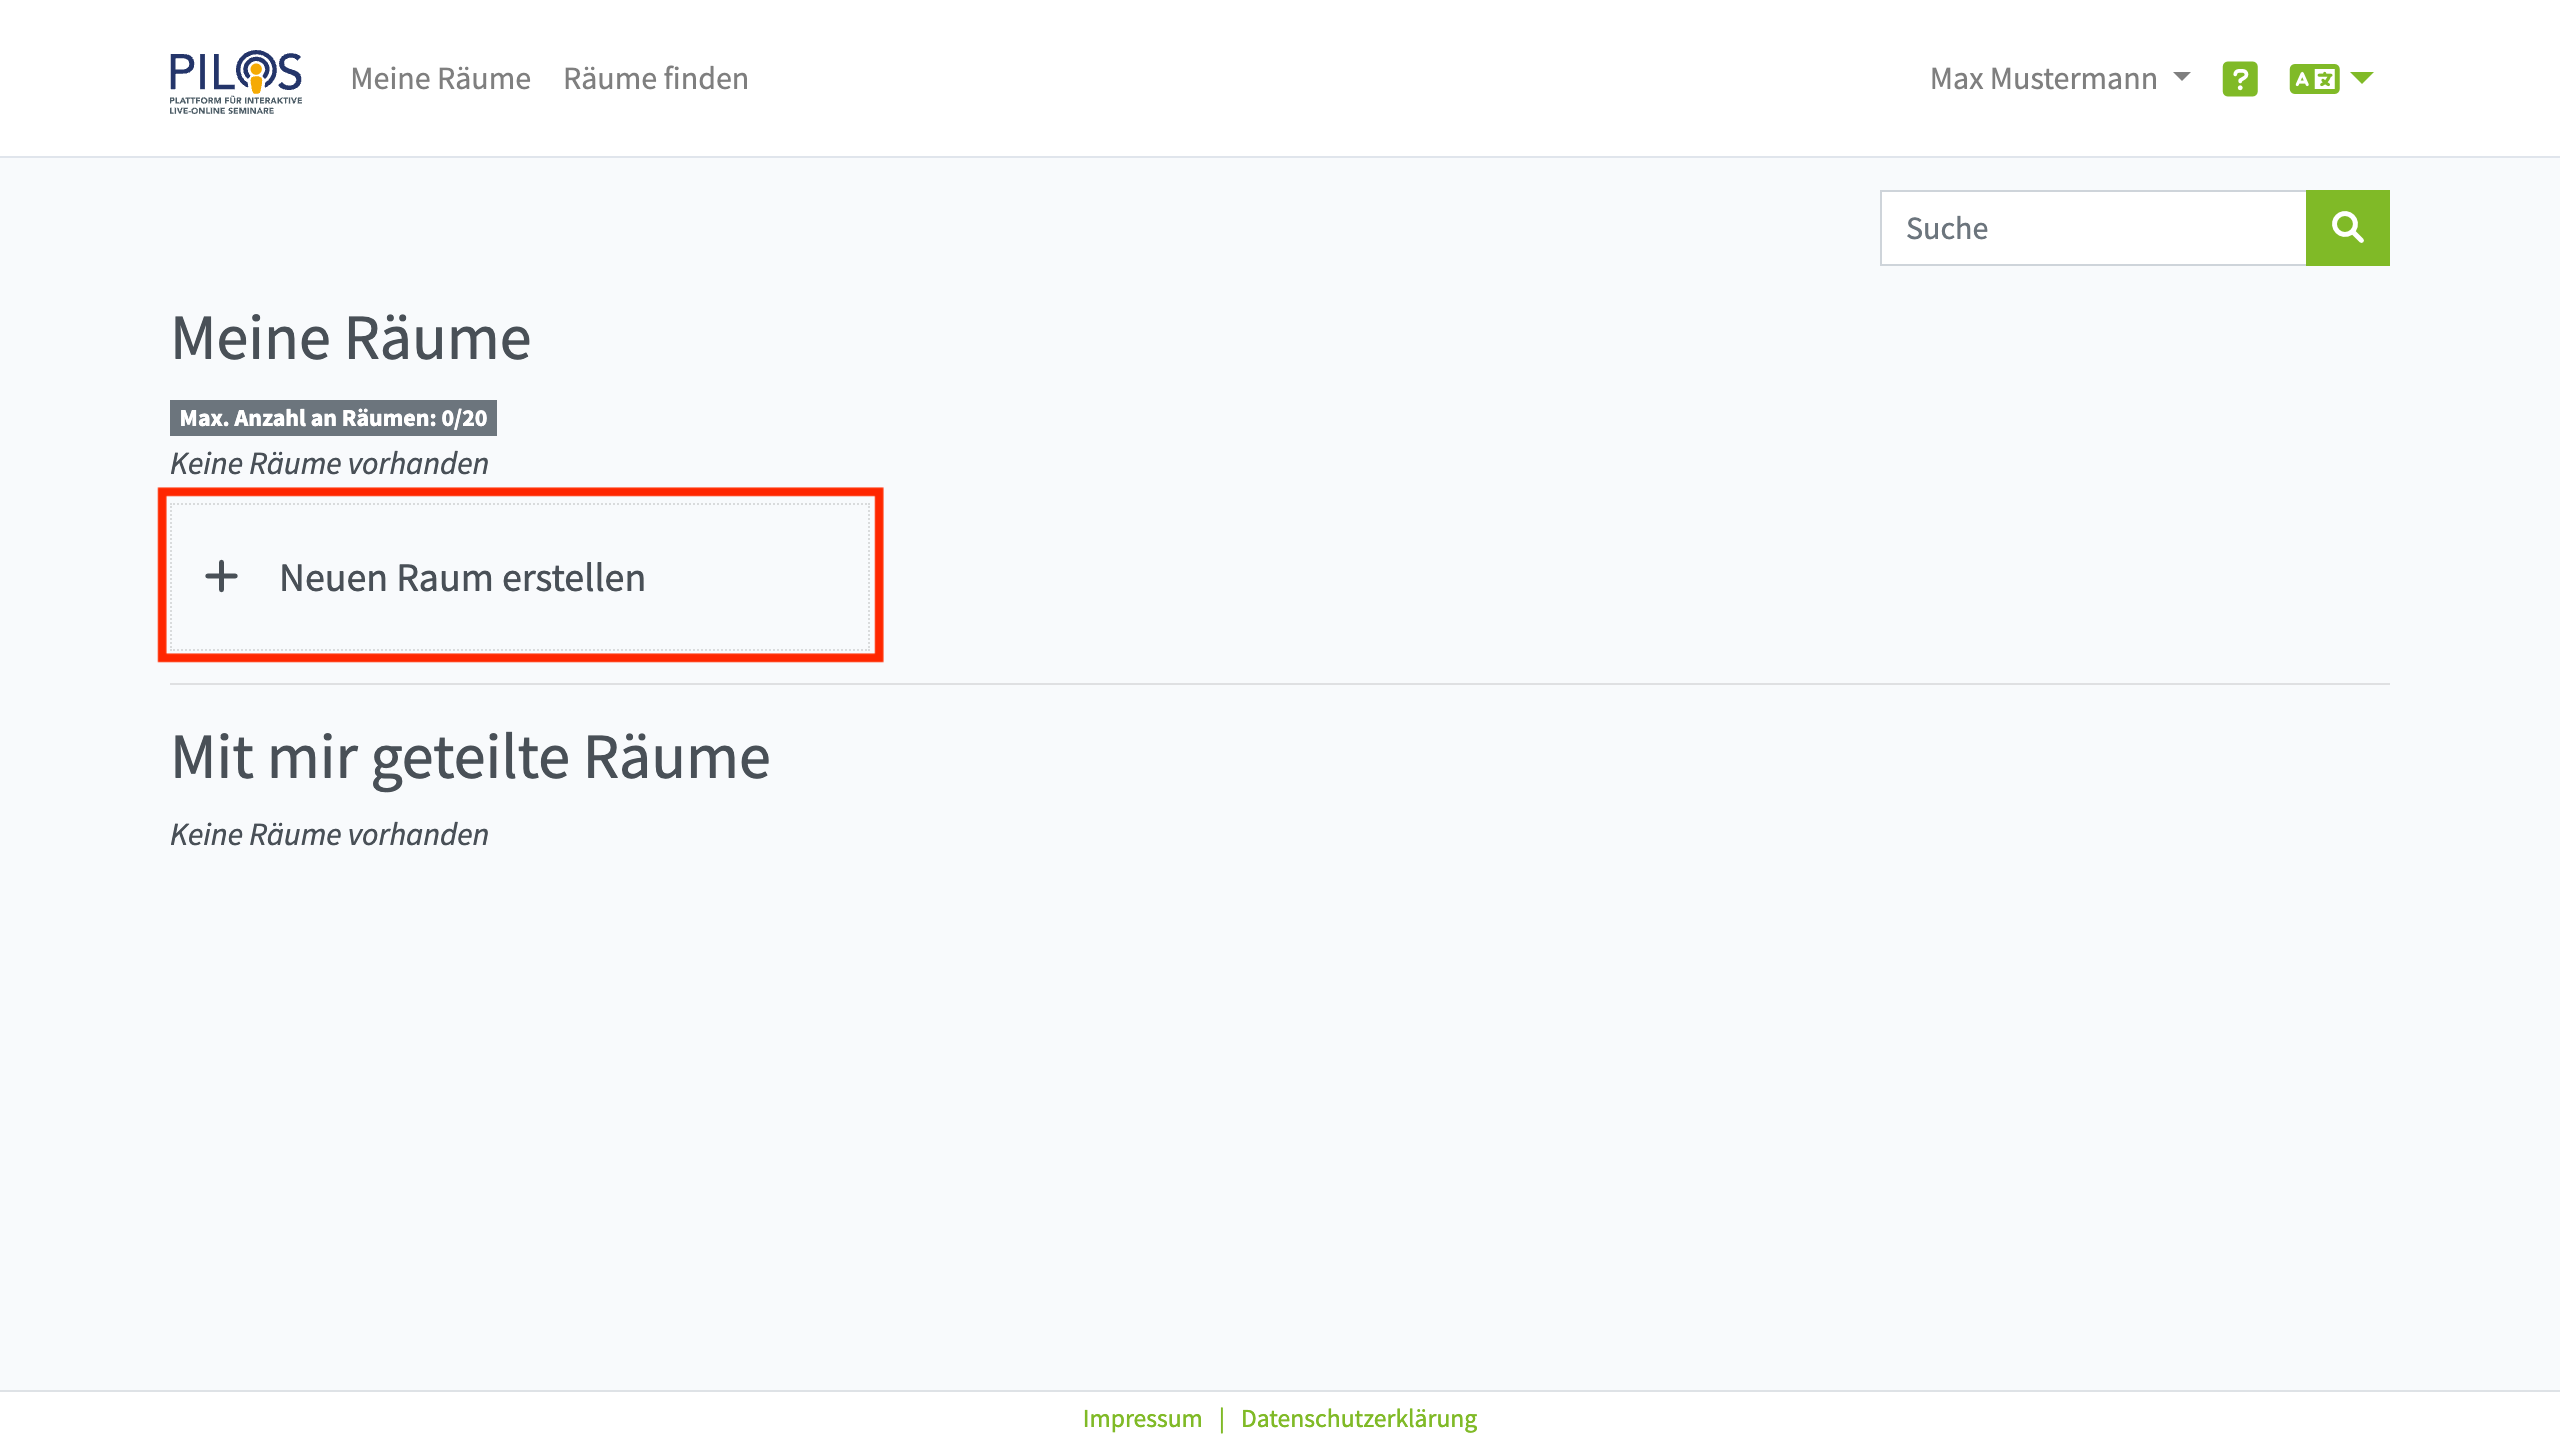 PILOS
PLATTFORM FÜR INTERAKTIVE
LIVE-ONLINE SEMINARE
Meine Räume
Räume finden
Max Mustermann
?
A
Suche
Meine Räume
Max. Anzahl an Räumen: 0/20
Keine Räume vorhanden
+ Neuen Raum erstellen
Mit mir geteilte Räume
Keine Räume vorhanden
Impressum | Datenschutzerklärung